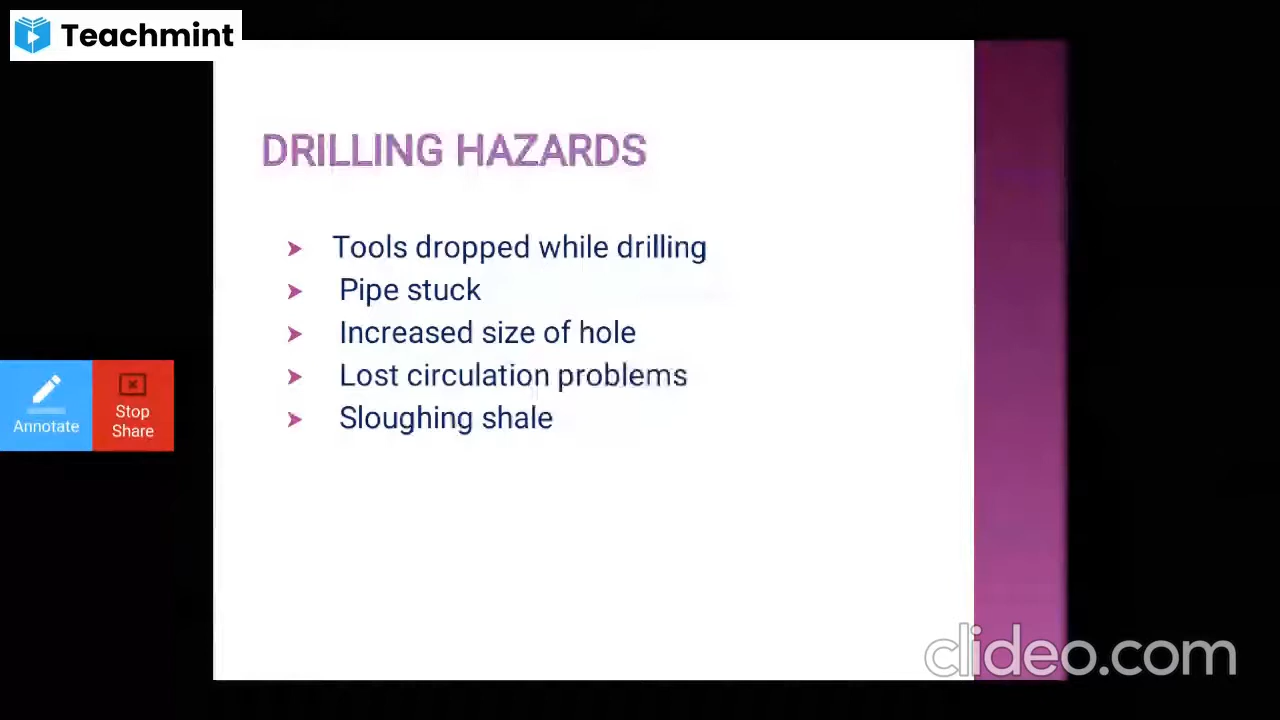 Teachmint
DRILLING HAZARDS
Tools dropped while drilling
Pipe stuck
Increased size of hole
Lost circulation problems
Sloughing shale
Annotate
Stop
Share
clideo.com